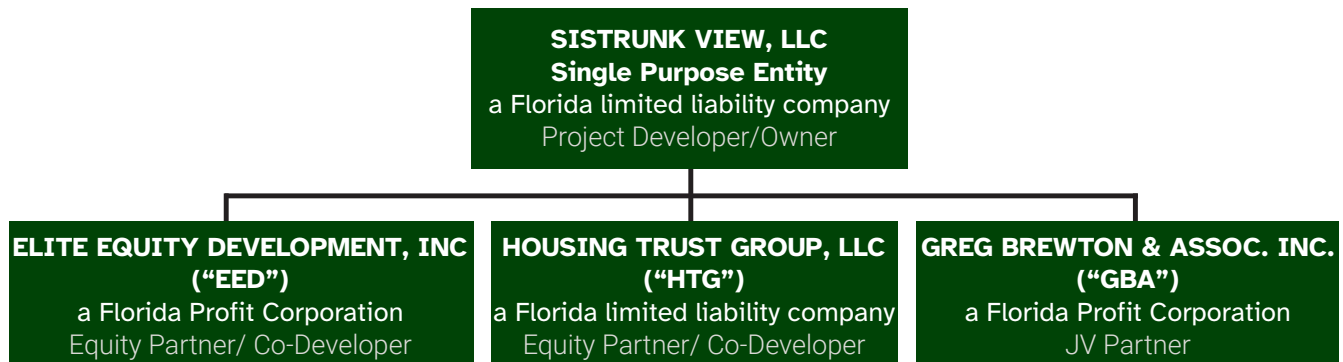 SISTRUNK VIEW, LLC
Single Purpose Entity
a Florida limited liability company
Project Developer/Owner
ELITE EQUITY DEVELOPMENT, INC
(“EED”)
a Florida Profit Corporation
Equity Partner/ Co-Developer
HOUSING TRUST GROUP, LLC
(“HTG”)
a Florida limited liability company
Equity Partner/ Co-Developer
GREG BREWTON & ASSOC. INC.
(“GBA”)
a Florida Profit Corporation
JV Partner